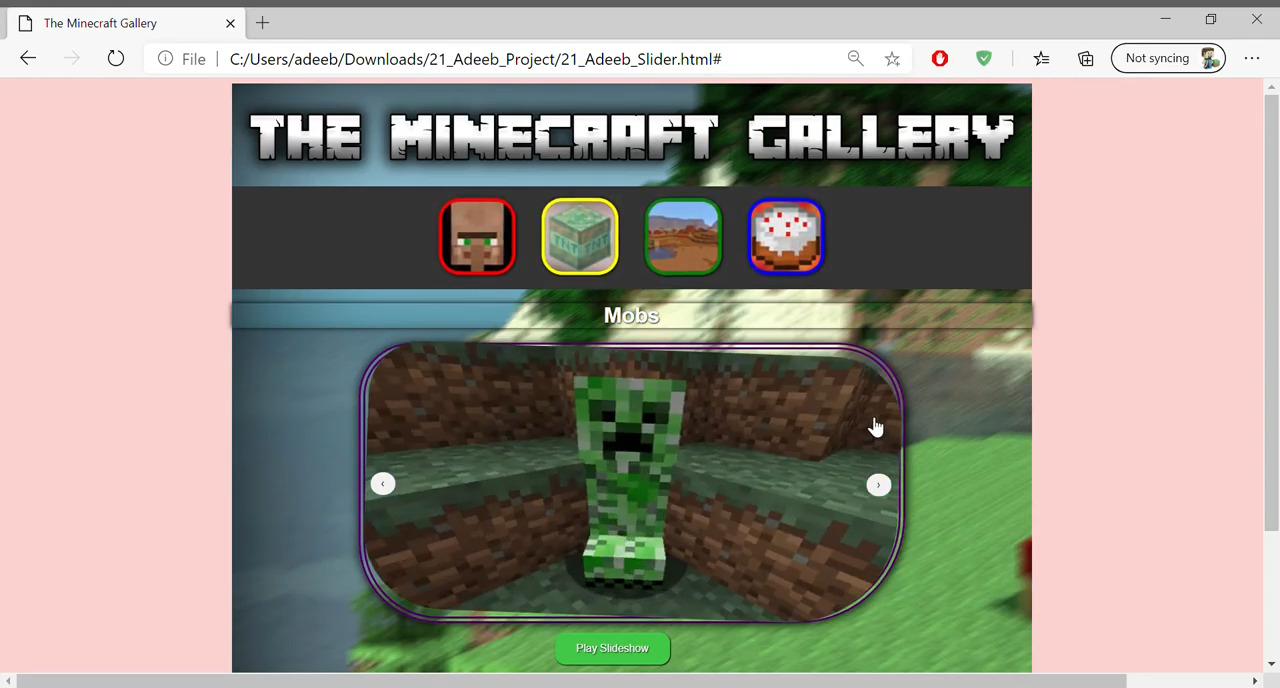 The Minecraft Gallery
File
C:/Users/adeeb/Downloads/21_Adeeb_Project/21_Adeeb_Slider.html#
Not syncing
THE MINECRAFT GALLERY
TNT TNT
Mobs
‹ ›
Play Slideshow